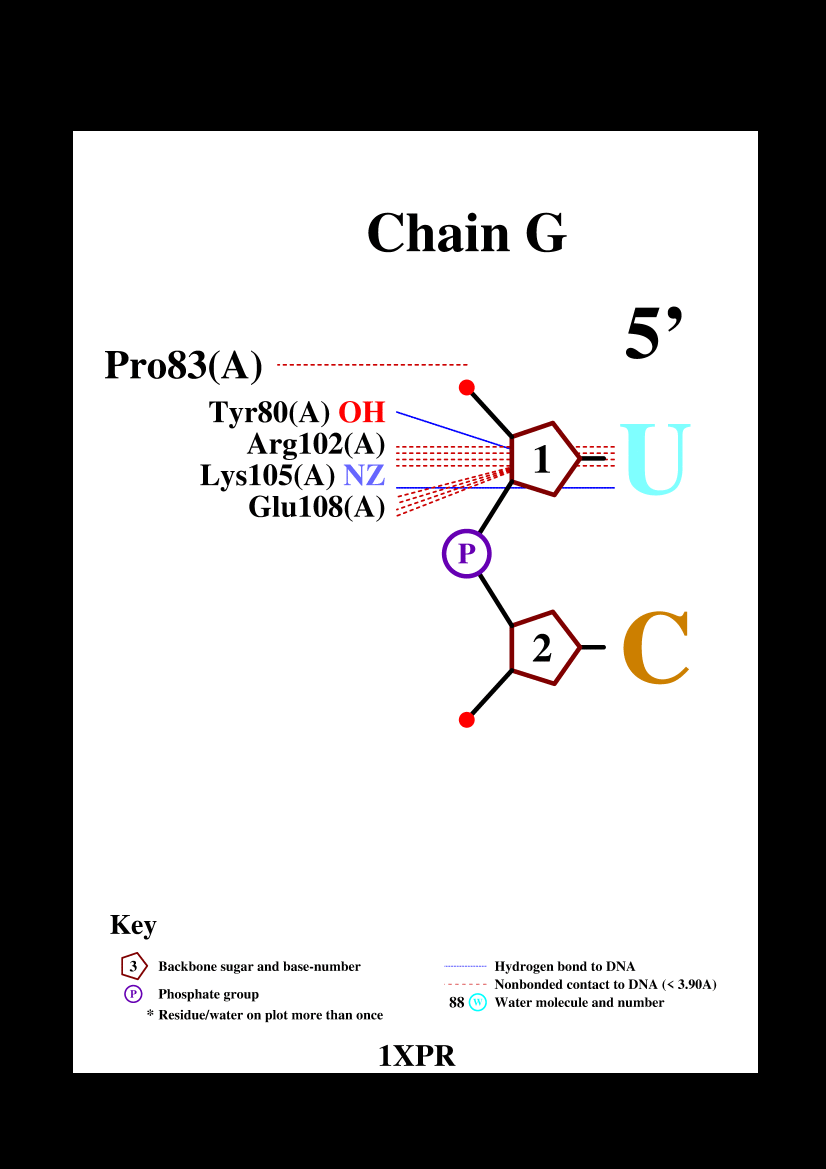 Chain G
5’
Pro83(A)
Tyr80(A) OH
Arg102(A)
Lys105(A) NZ
Glu108(A)
1
U
P
2
C
Key
3 Backbone sugar and base-number
P Phosphate group
* Residue/water on plot more than once
Hydrogen bond to DNA
Nonbonded contact to DNA (< 3.90A)
88 W Water molecule and number
1XPR